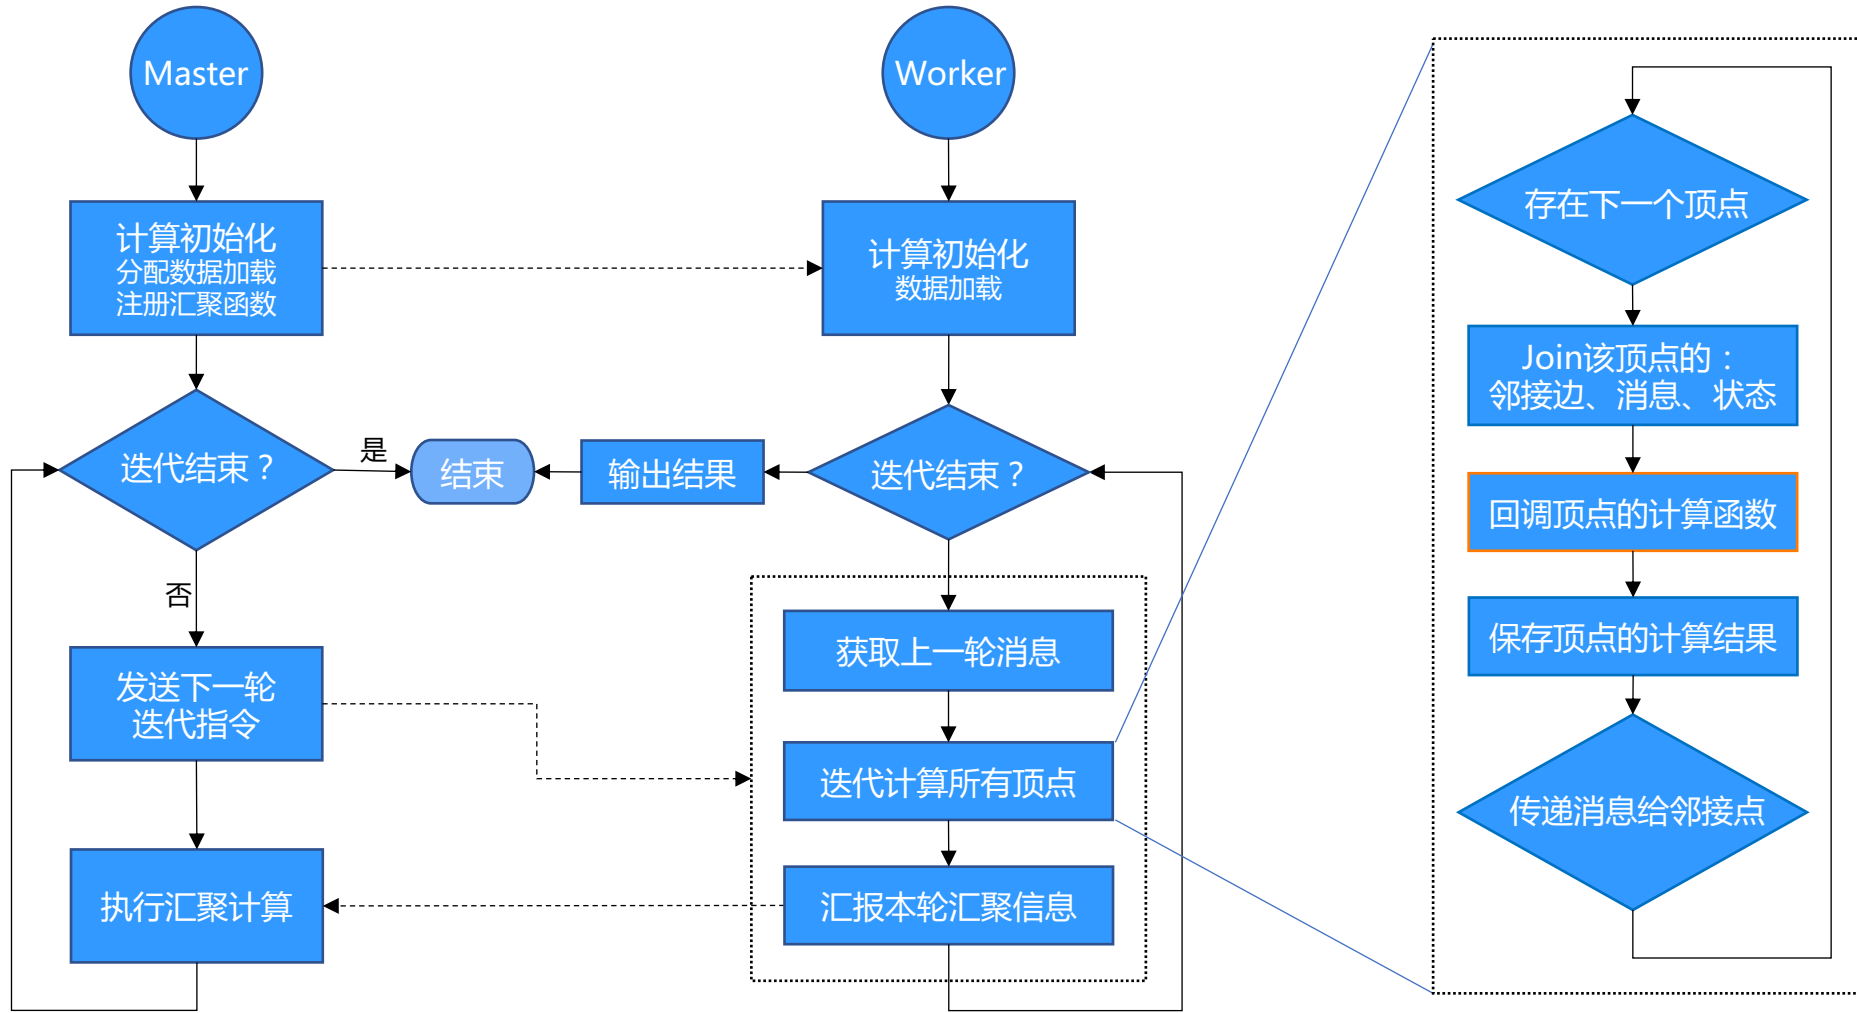 Master
计算初始化
分配数据加载
注册汇聚函数
迭代结束？
是
否
发送下一轮
迭代指令
执行汇聚计算
结束
输出结果
Worker
计算初始化
数据加载
迭代结束？
获取上一轮消息
迭代计算所有顶点
汇报本轮汇聚信息
存在下一个顶点
Join该顶点的：
邻接边、消息、状态
回调顶点的计算函数
保存顶点的计算结果
传递消息给邻接点